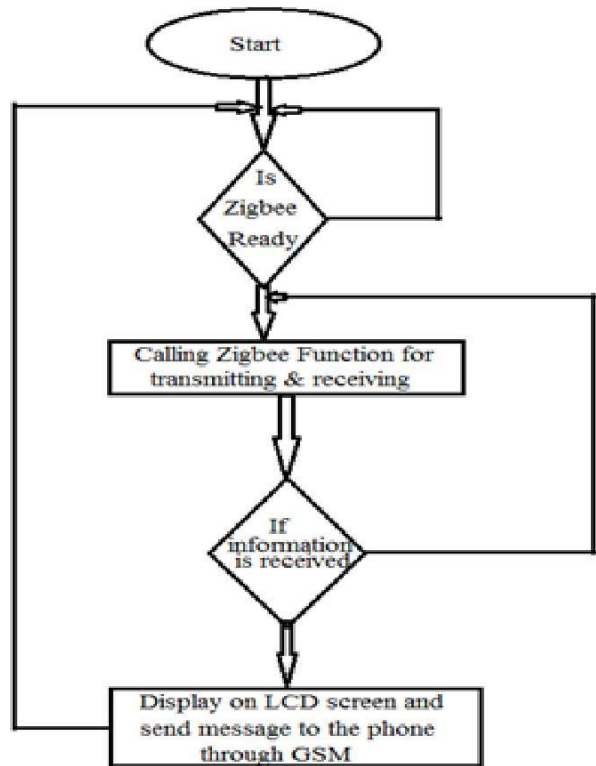 Start
Is
Zigbee
Ready
Calling Zigbee Function for
transmitting & receiving
If
information
is received
Display on LCD screen and
send message to the phone
through GSM